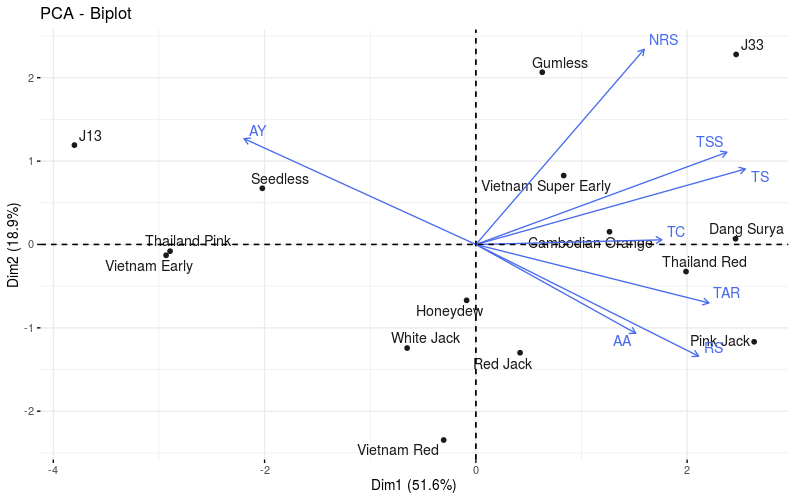 PCA - Biplot
NRS
J33
Gumless
AY
J13
TSS
TS
Seedless
Vietnam Super Early
TC
Dang Surya
Thailand Pink
Cambodian Orange
Vietnam Early
Thailand Red
TAR
Honeydew
White Jack
AA
Pink Jack
RS
Red Jack
Vietnam Red
2
1
0
-1
-2
Dim2 (18.9%)
-4
-2
0
2
Dim1 (51.6%)